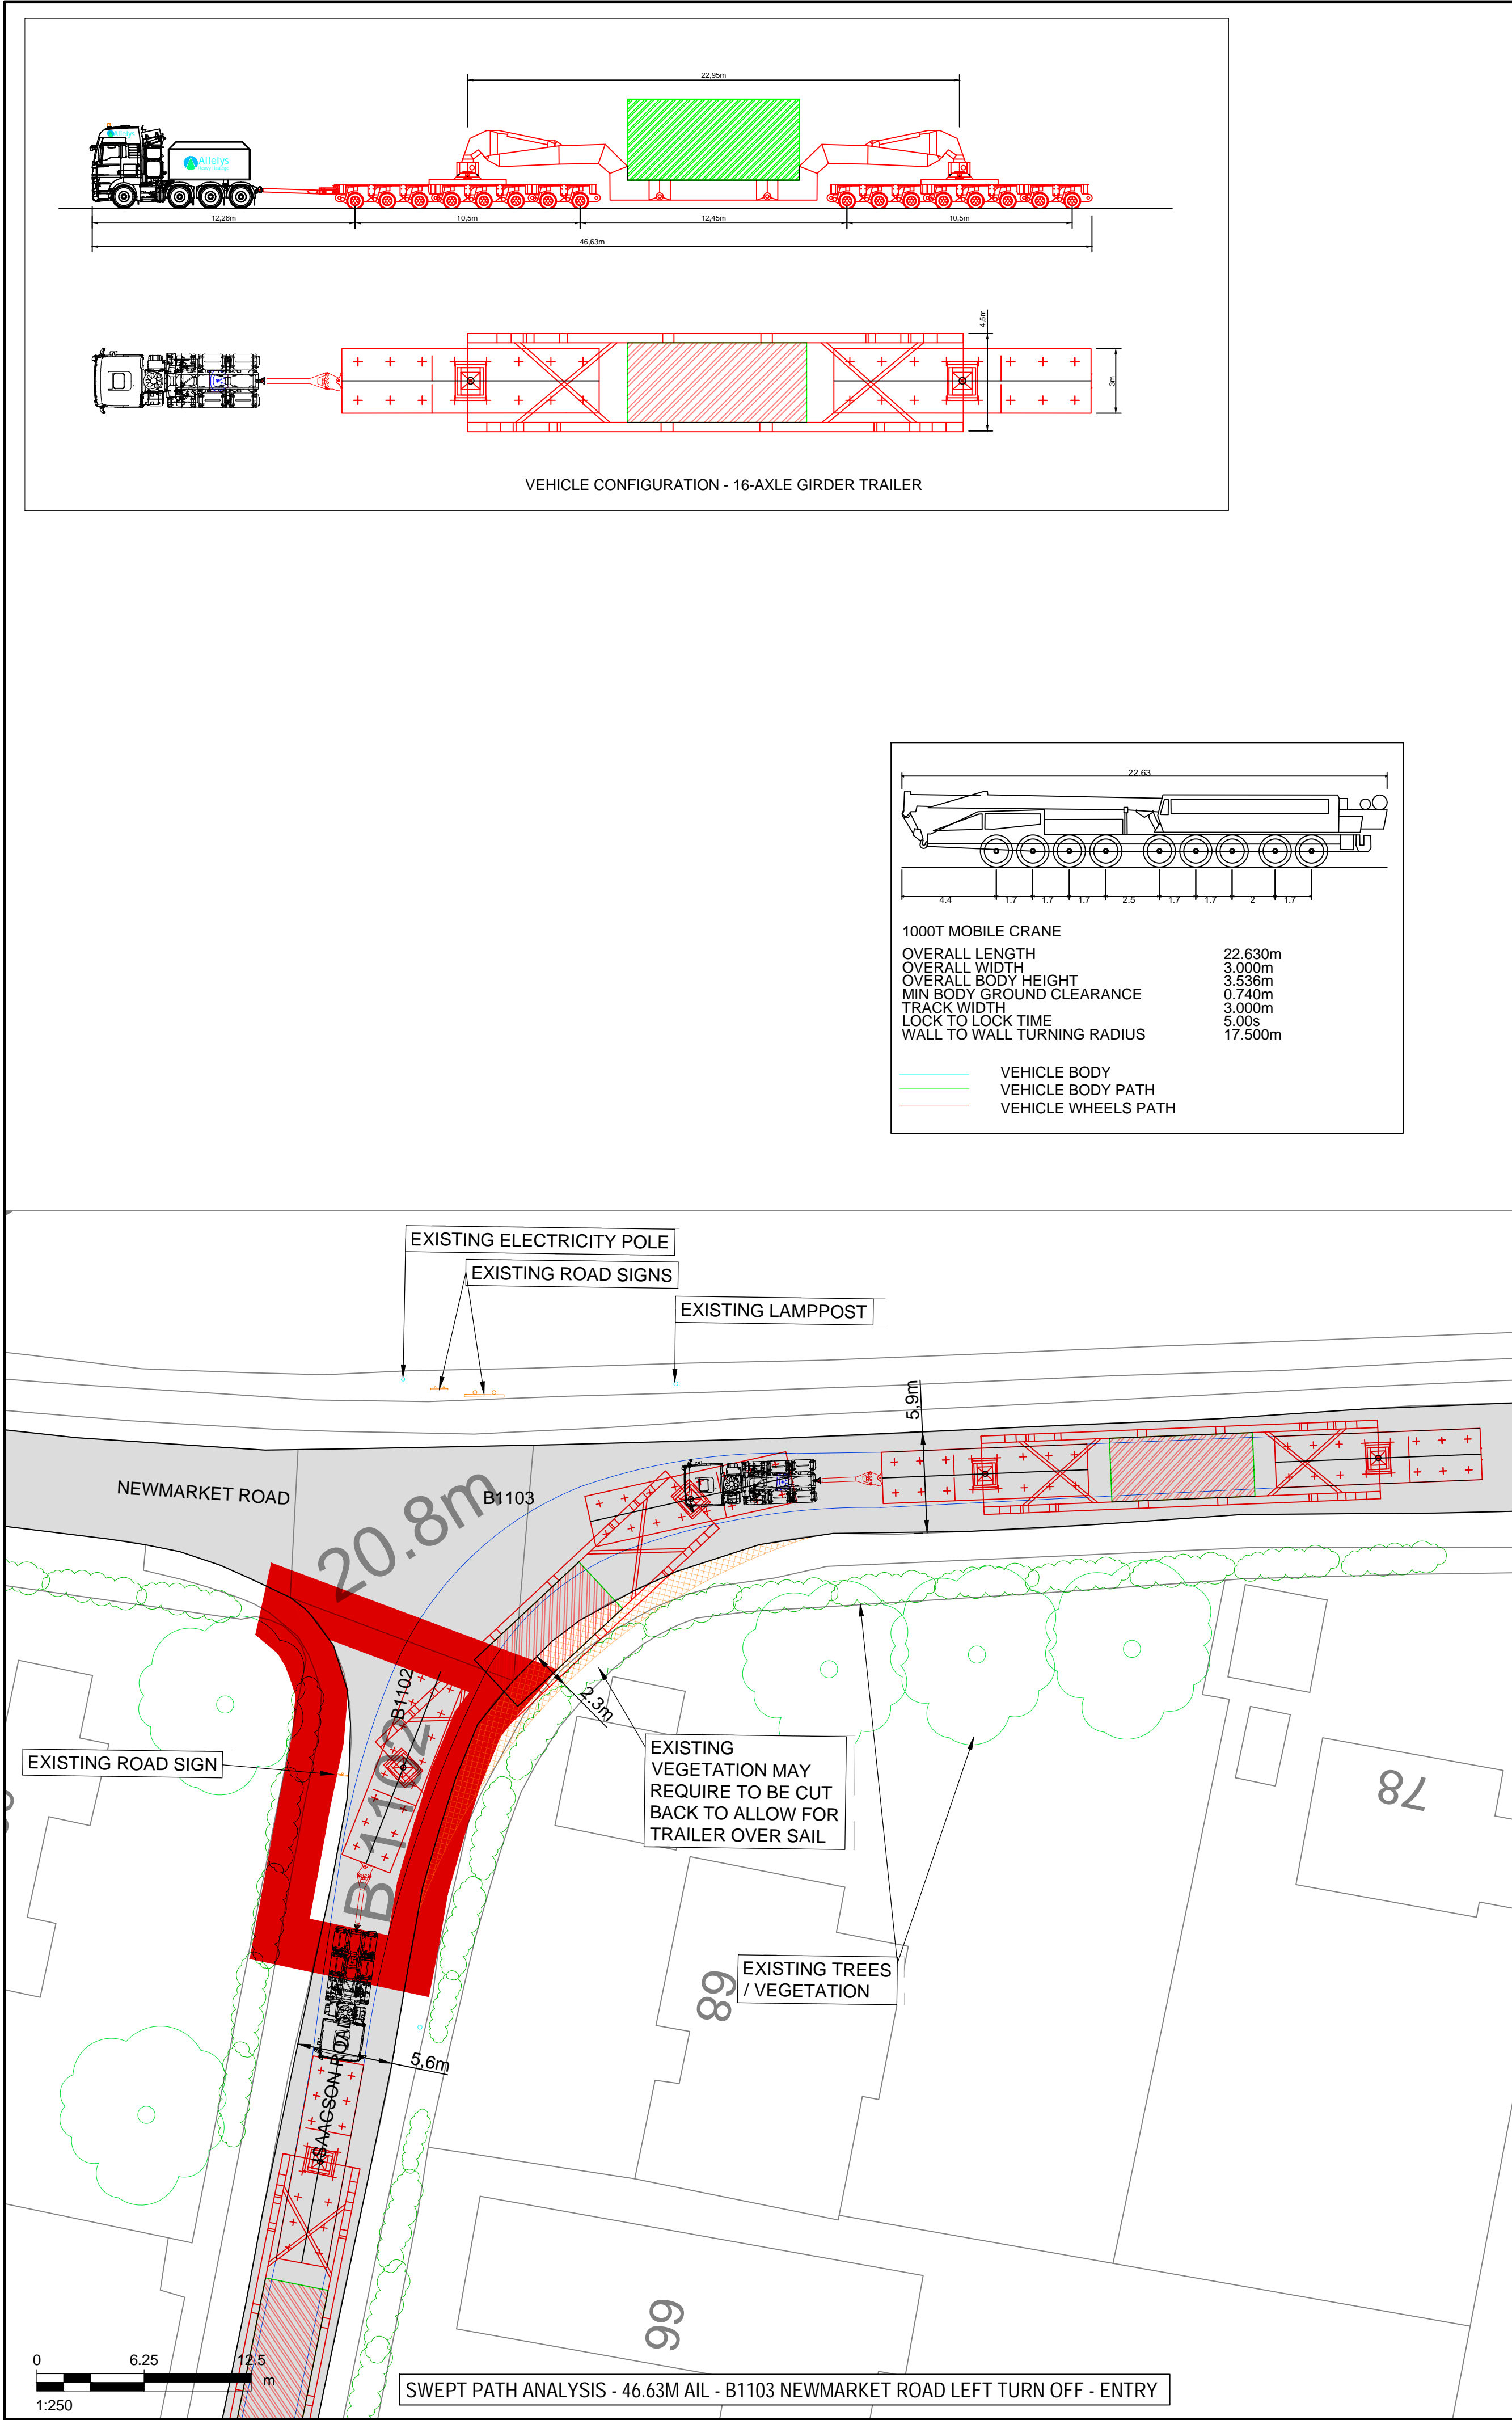 22,95m
Allelys
Allelys
12,26m
10,5m
12,45m
10,5m
46,63m
4,5m
3m
VEHICLE CONFIGURATION - 16-AXLE GIRDER TRAILER
22.63
4.4
1.7
1.7
1.7
2.5
1.7
1.7
2
1.7
1000T MOBILE CRANE
OVERALL LENGTH 22.630m
OVERALL WIDTH 3.000m
OVERALL BODY HEIGHT 3.536m
MIN BODY GROUND CLEARANCE 0.740m
TRACK WIDTH 3.000m
LOCK TO LOCK TIME 5.00s
WALL TO WALL TURNING RADIUS 17.500m
VEHICLE BODY
VEHICLE BODY PATH
VEHICLE WHEELS PATH
EXISTING ELECTRICITY POLE
EXISTING ROAD SIGNS
EXISTING LAMPPOST
5,9m
NEWMARKET ROAD
20.8m
B1103
B1102
B 1102
2.3m
EXISTING ROAD SIGN
EXISTING
VEGETATION MAY
REQUIRE TO BE CUT
BACK TO ALLOW FOR
TRAILER OVER SAIL
78
EXISTING TREES
/ VEGETATION
68
5,6m
ISAACSON ROAD
66
0 6.25 12.5
m
1:250
SWEPT PATH ANALYSIS - 46.63M AIL - B1103 NEWMARKET ROAD LEFT TURN OFF - ENTRY